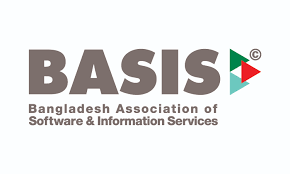 BASIS ©
Bangladesh Association of
Software & Information Services